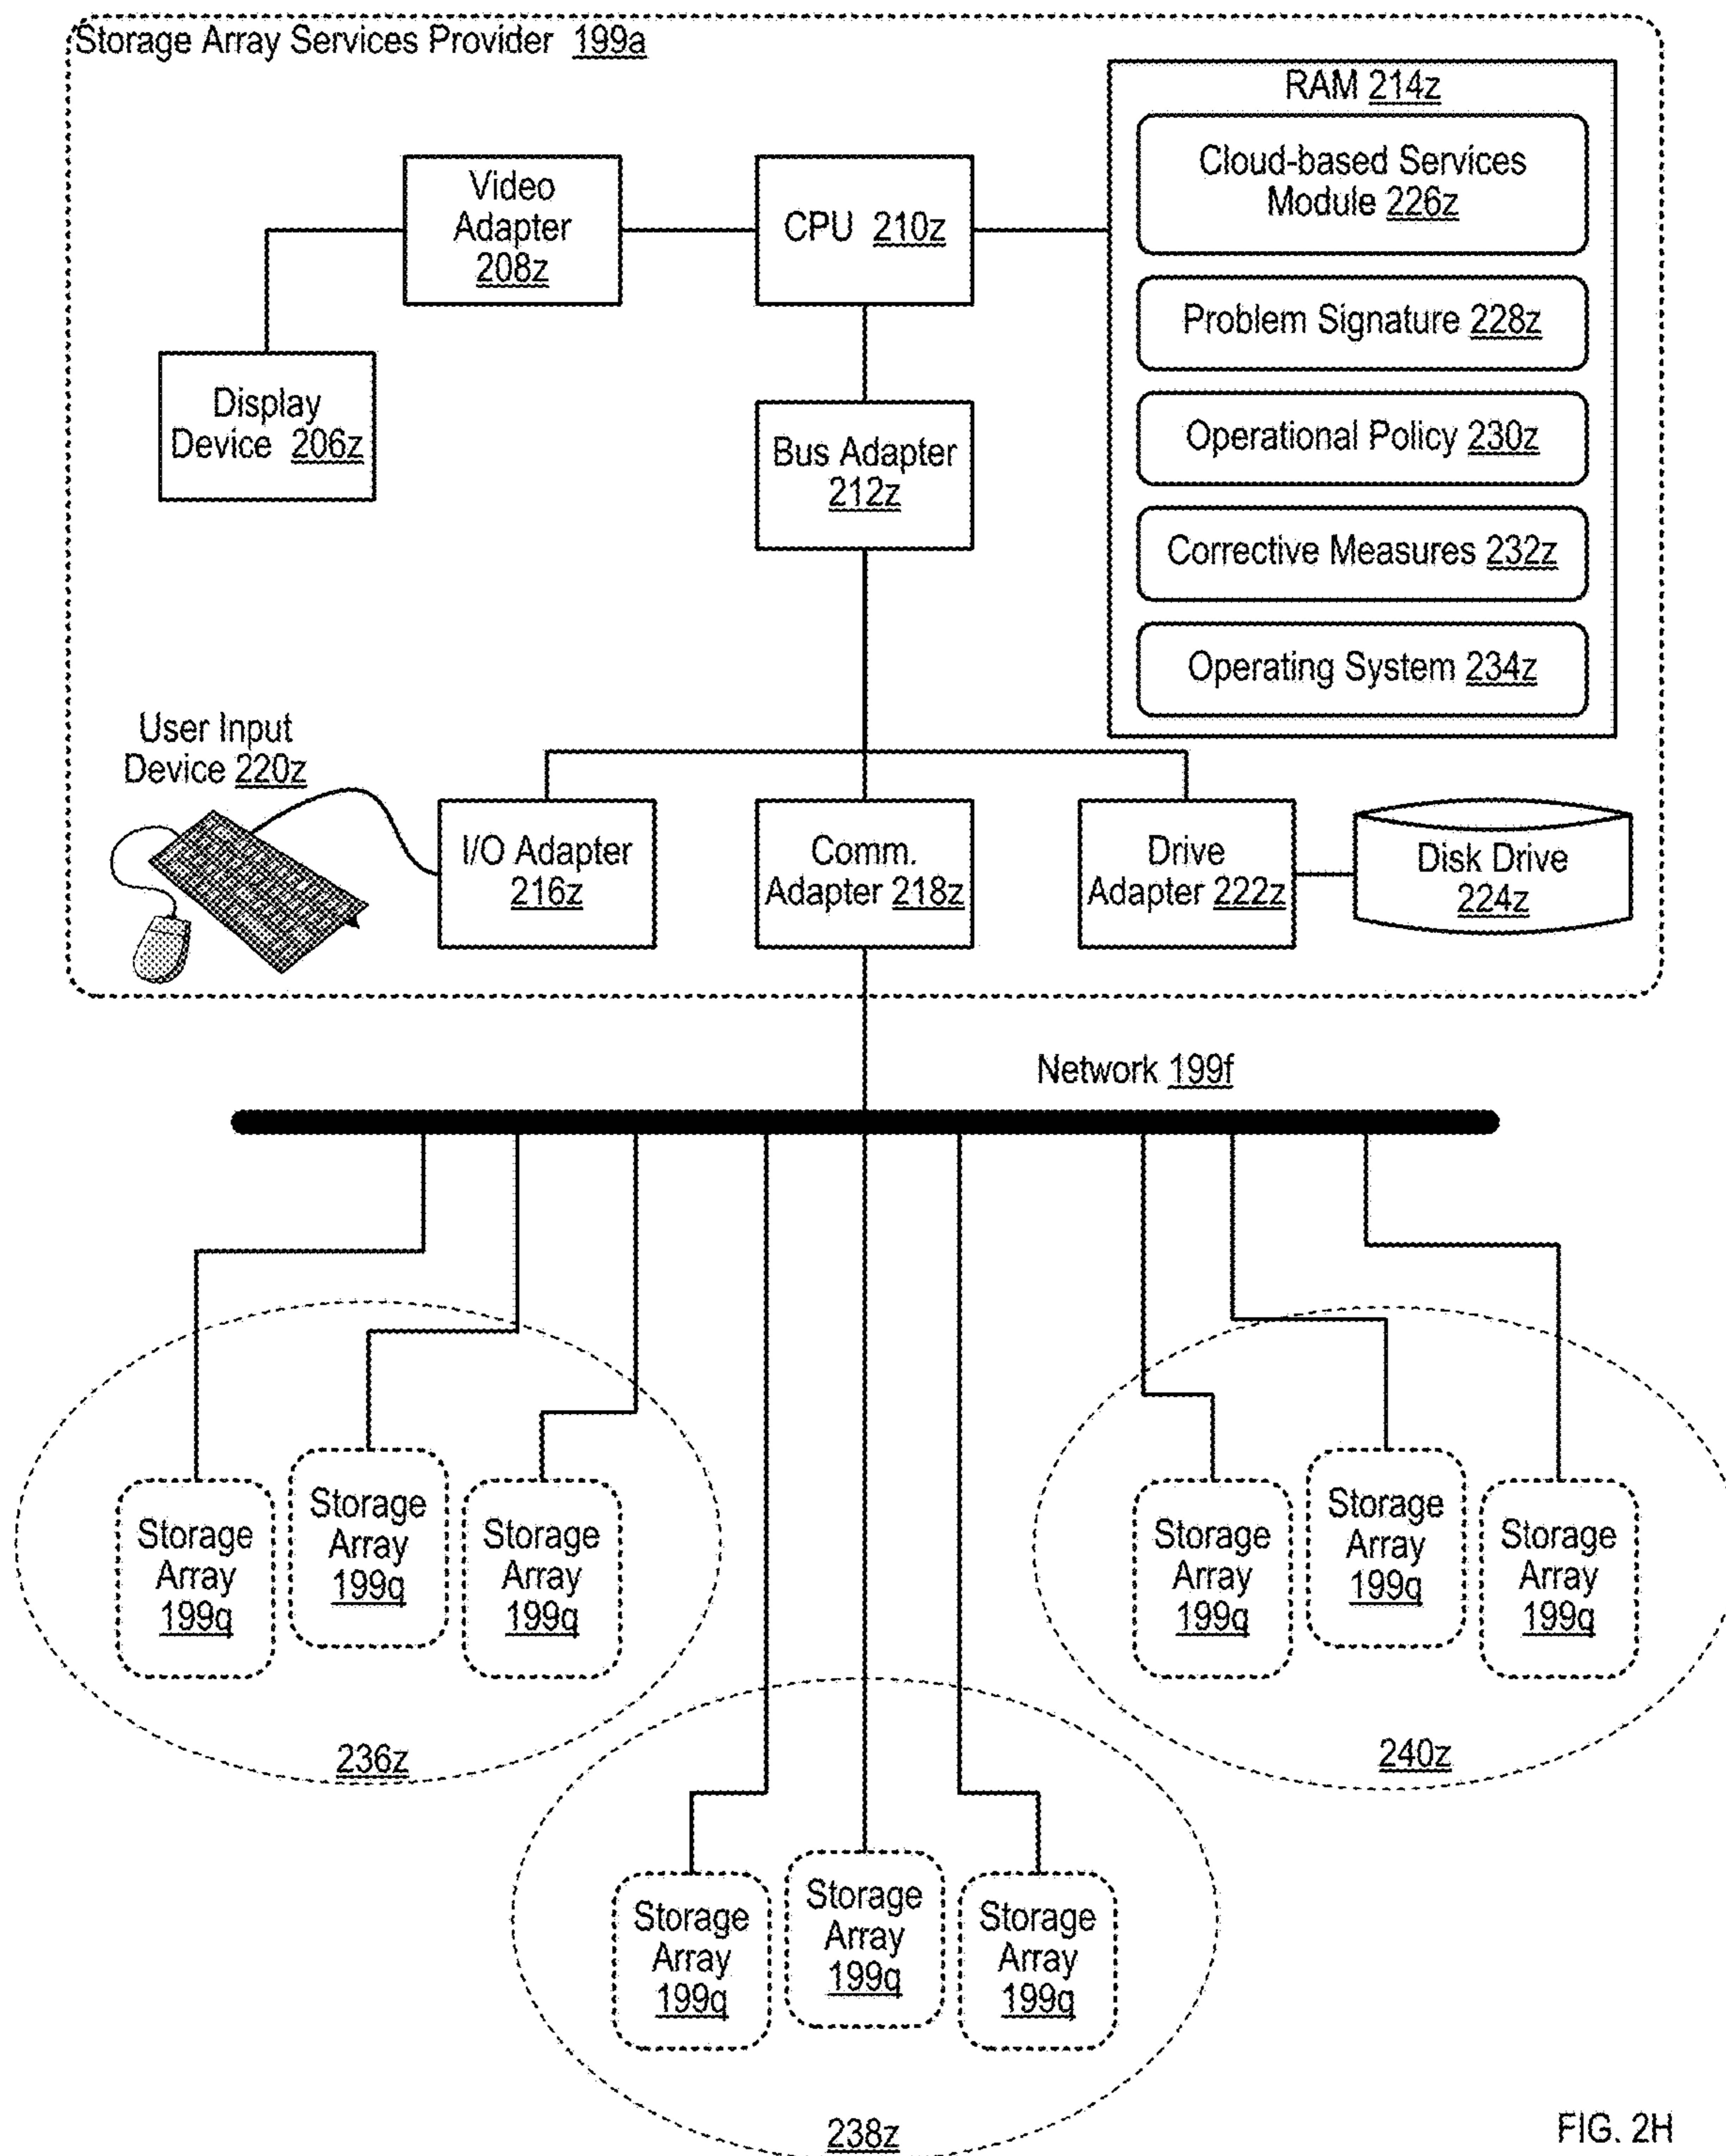 Storage Array Services Provider 199a
RAM 214z
Cloud-based Services
Module 226z
Problem Signature 228z
Operational Policy 230z
Corrective Measures 232z
Operating System 234z
Video
Adapter
208z
CPU 210z
Display
Device 206z
Bus Adapter
212z
User Input
Device 220z
I/O Adapter
216z
Comm.
Adapter 218z
Drive
Adapter 222z
Disk Drive
224z
Network 199f
Storage
Array
199q
Storage
Array
199q
Storage
Array
199q
236z
Storage
Array
199q
Storage
Array
199q
Storage
Array
199q
240z
Storage
Array
199q
Storage
Array
199q
Storage
Array
199q
238z
FIG. 2H